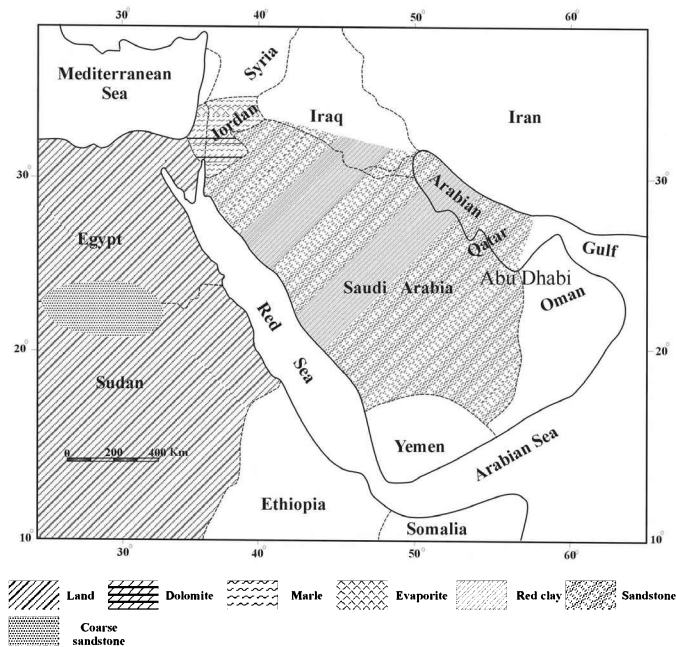 30° 40° 50° 60°
Mediterranean
Sea
Syria
Iraq
Iran
Jordan
30°
30°
Arabian
Egypt
Qatar
Gulf
Abu Dhabi
Saudi Arabia
Oman
Red
Sea
20°
20°
Sudan
0 200 400 Km
Yemen
Arabian Sea
Ethiopia
Somalia
10°
10°
30° 40° 50° 60°
Land Dolomite Marle Evaporite Red clay Sandstone
Coarse
sandstone